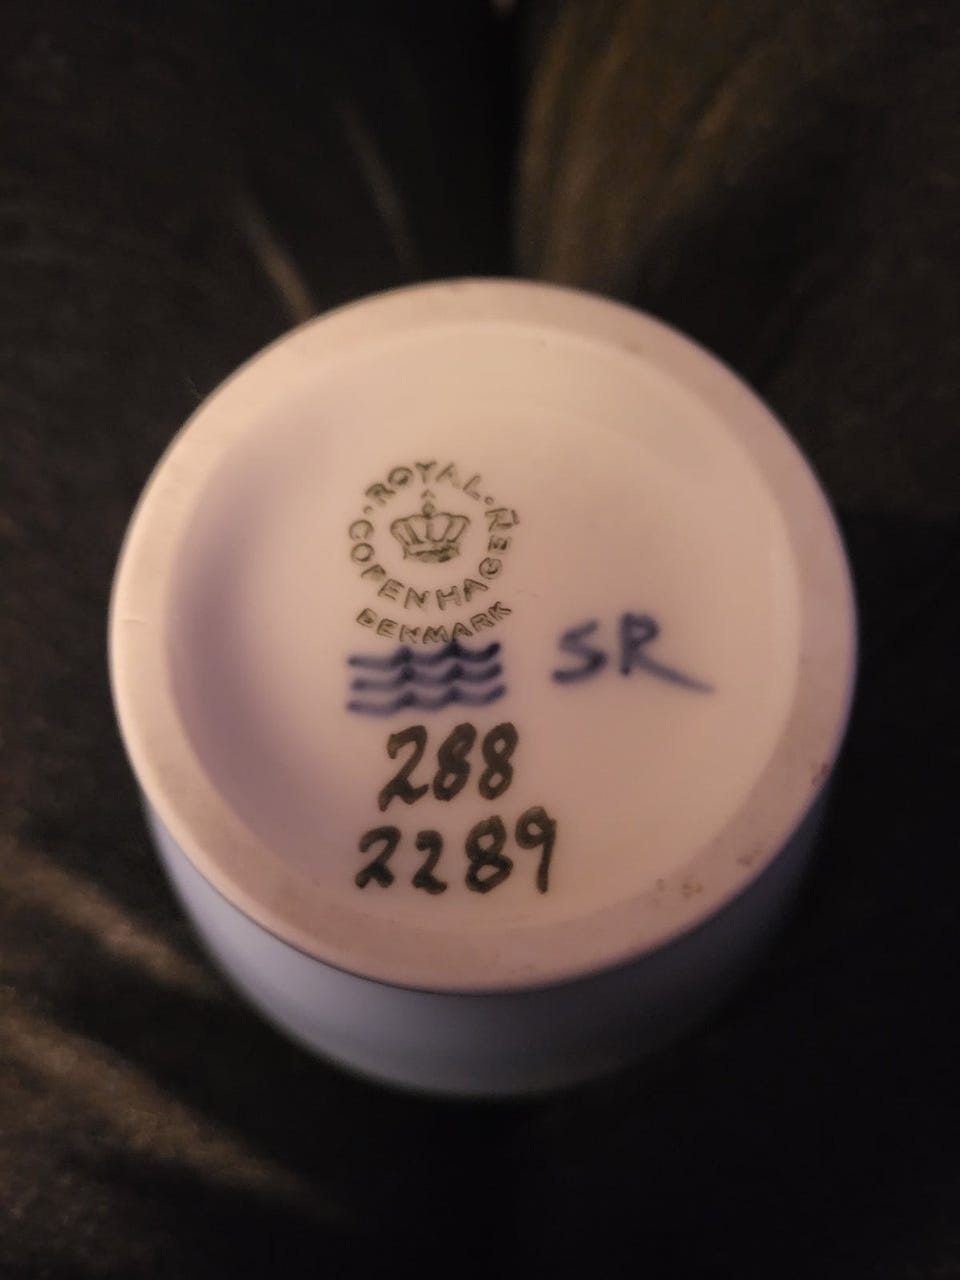 ROYAL COPENHAGEN
DENMARK
SR
288
2289